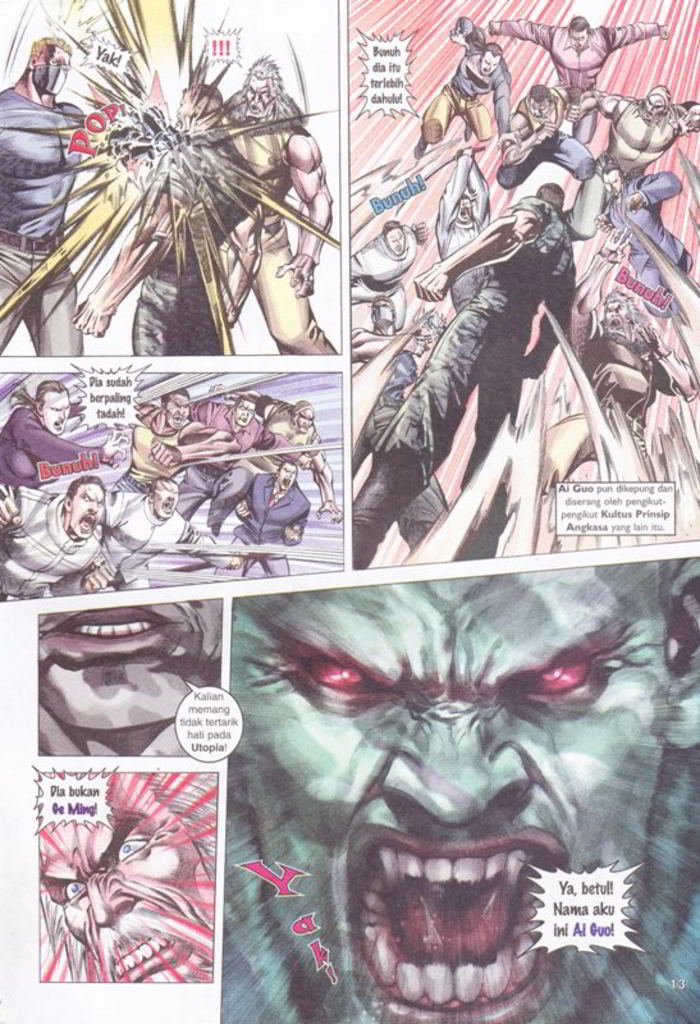 Yak!
!!!
POP
Bunuh
dia itu
terlebih
dahulu!
Bunuh!
Bunuh!
Ai Guo pun dikepung dan
diserang oleh pengikut-
pengikut Kultus Prinsip
Angkasa yang lain itu.
Dia sudah
berpaling
tadah!
Bunuh!
Kalian
memang
tidak tertarik
hati pada
Utopia!
Dia bukan
Ge Ming!
Yak!
Ya, betul!
Nama aku
ini Ai Guo!
13